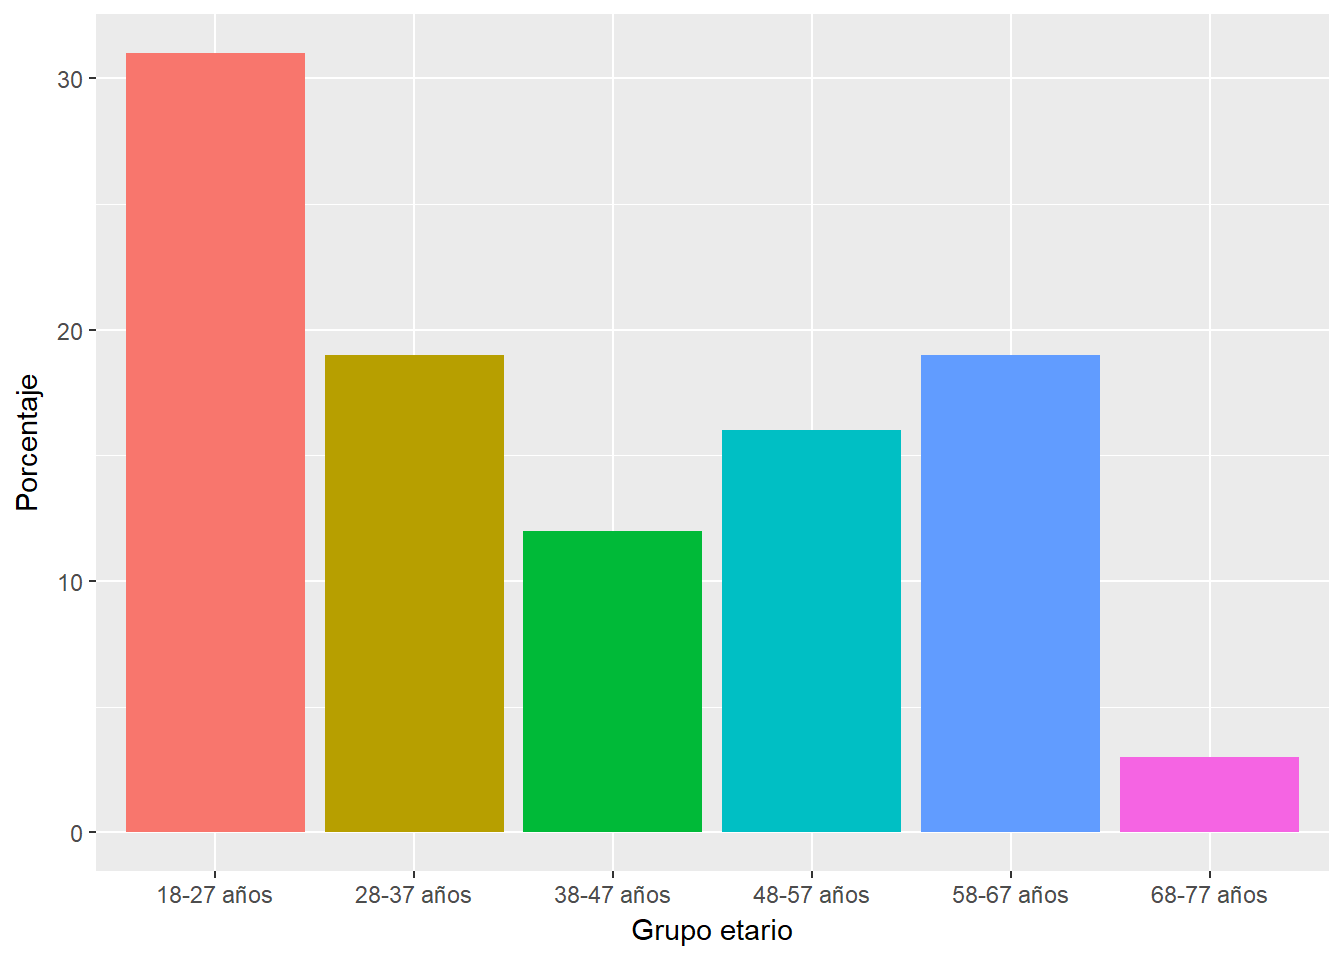 Porcentaje
30
20
10
0
18-27 años
28-37 años
38-47 años
48-57 años
58-67 años
68-77 años
Grupo etario